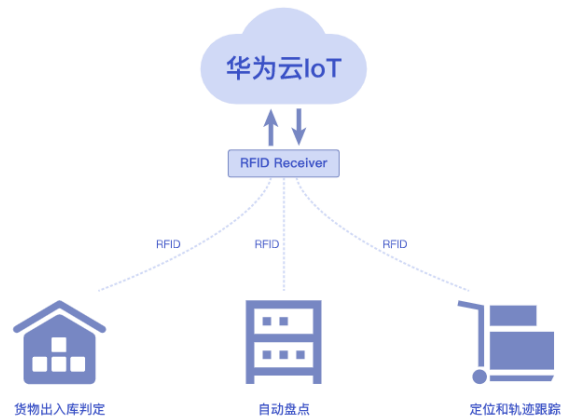 华为云IoT
RFID Receiver
RFID
RFID
RFID
货物出入库判定
自动盘点
定位和轨迹跟踪